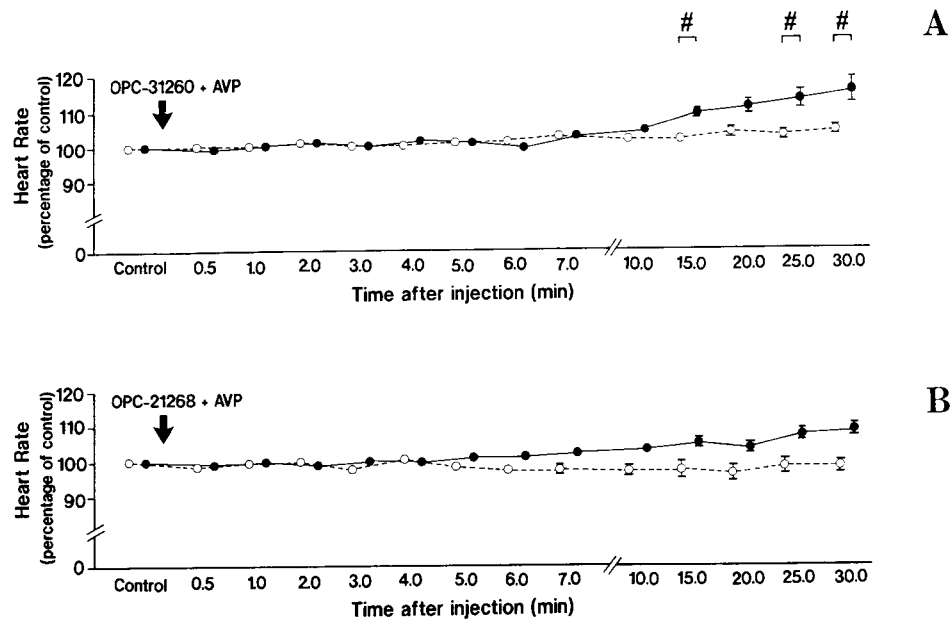 # # # A
OPC-31260 + AVP
Heart Rate
(percentage of control)
120
110
100
90
0
Control 0.5 1.0 2.0 3.0 4.0 5.0 6.0 7.0 10.0 15.0 20.0 25.0 30.0
Time after injection (min)
B
OPC-21268 + AVP
Heart Rate
(percentage of control)
120
110
100
90
0
Control 0.5 1.0 2.0 3.0 4.0 5.0 6.0 7.0 10.0 15.0 20.0 25.0 30.0
Time after injection (min)